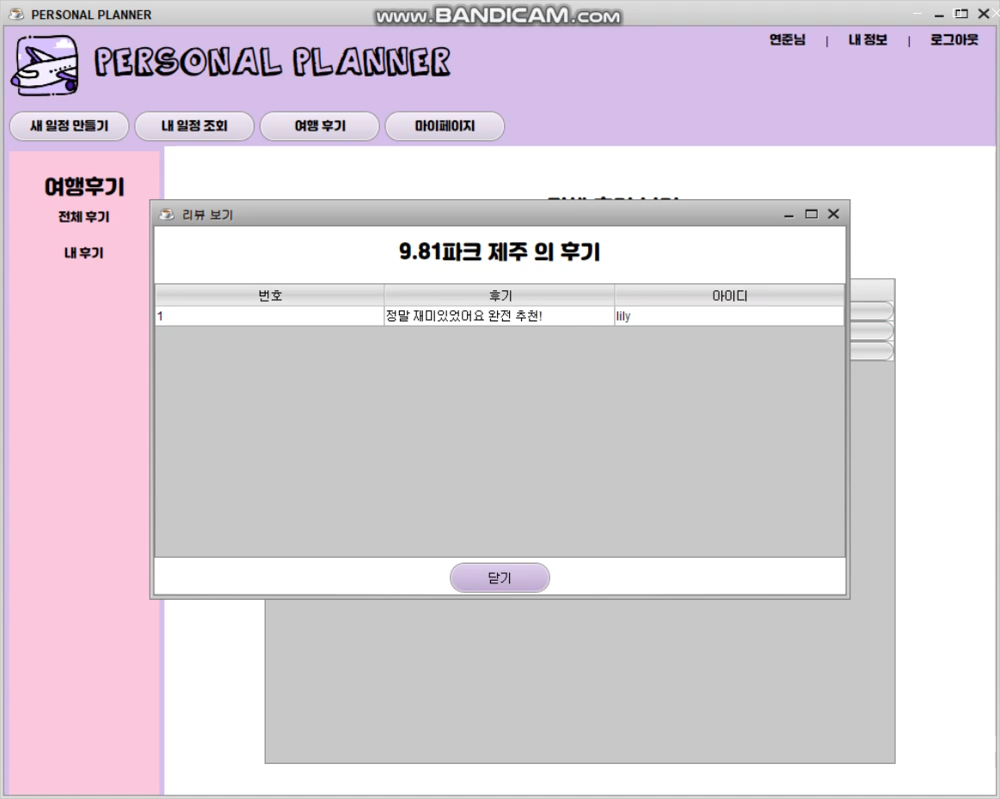 PERSONAL PLANNER
www.BANDICAM.com
연준님 | 내 정보 | 로그아웃
PERSONAL PLANNER
새 일정 만들기 내 일정 조회 여행 후기 마이페이지
여행후기
전체 후기
내 후기
리뷰 보기
9.81파크 제주 의 후기
번호 후기 아이디
1 정말 재미있었어요 완전 추천! lily
닫기